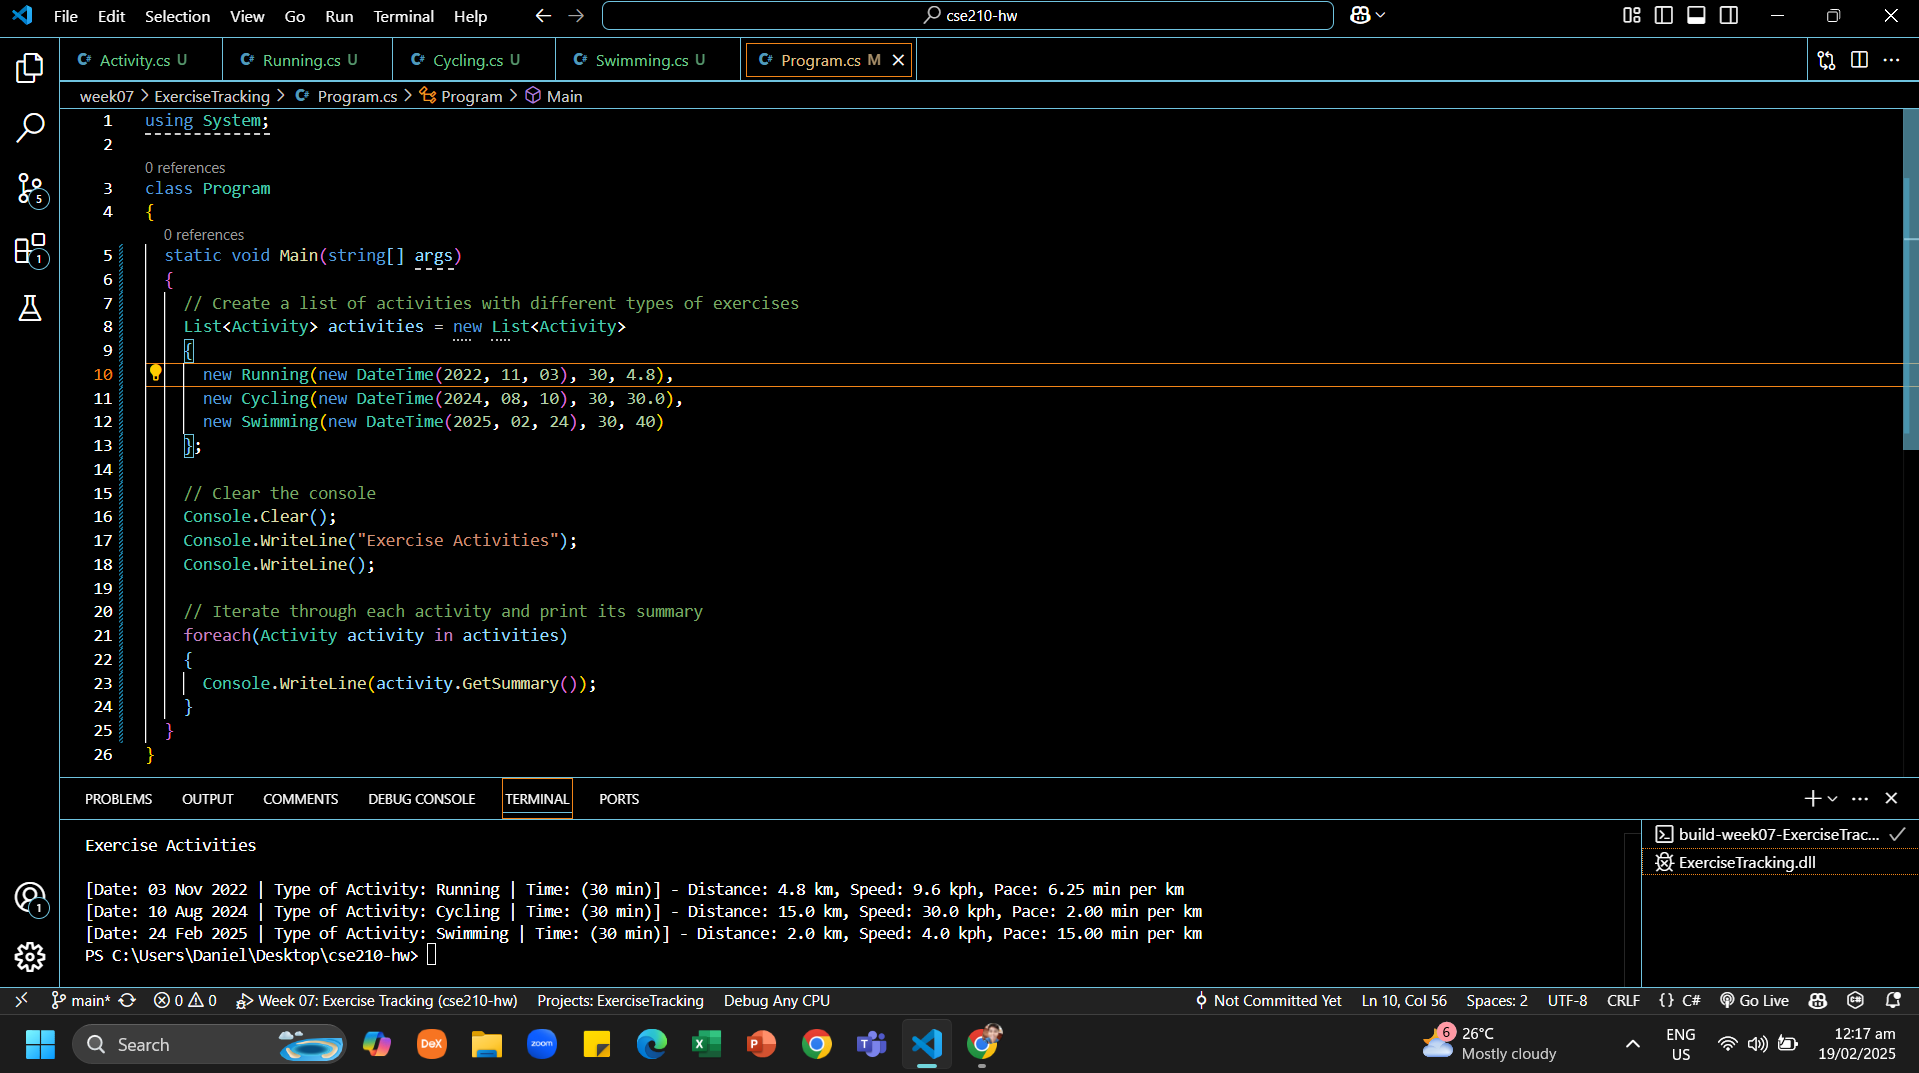 File Edit Selection View Go Run Terminal Help
cse210-hw
Activity.cs U
Running.cs U
Cycling.cs U
Swimming.cs U
Program.cs M
week07 > ExerciseTracking > Program.cs > Program > Main
1 using System;
2
0 references
3 class Program
4 {
0 references
5 static void Main(string[] args)
6 {
7 // Create a list of activities with different types of exercises
8 List<Activity> activities = new List<Activity>
9 {
10 new Running(new DateTime(2022, 11, 03), 30, 4.8),
11 new Cycling(new DateTime(2024, 08, 10), 30, 30.0),
12 new Swimming(new DateTime(2025, 02, 24), 30, 40)
13 };
14
15 // Clear the console
16 Console.Clear();
17 Console.WriteLine("Exercise Activities");
18 Console.WriteLine();
19
20 // Iterate through each activity and print its summary
21 foreach(Activity activity in activities)
22 {
23 Console.WriteLine(activity.GetSummary());
24 }
25 }
26 }
5
1
1
PROBLEMS OUTPUT COMMENTS DEBUG CONSOLE TERMINAL PORTS
Exercise Activities
[Date: 03 Nov 2022 | Type of Activity: Running | Time: (30 min)] - Distance: 4.8 km, Speed: 9.6 kph, Pace: 6.25 min per km
[Date: 10 Aug 2024 | Type of Activity: Cycling | Time: (30 min)] - Distance: 15.0 km, Speed: 30.0 kph, Pace: 2.00 min per km
[Date: 24 Feb 2025 | Type of Activity: Swimming | Time: (30 min)] - Distance: 2.0 km, Speed: 4.0 kph, Pace: 15.00 min per km
PS C:\Users\Daniel\Desktop\cse210-hw>
build-week07-ExerciseTrac...
ExerciseTracking.dll
main* 0 0 Week 07: Exercise Tracking (cse210-hw) Projects: ExerciseTracking Debug Any CPU Not Committed Yet Ln 10, Col 56 Spaces: 2 UTF-8 CRLF {} C# Go Live
Search
DeX
zoom
6
26°C
Mostly cloudy
ENG
US
12:17 am
19/02/2025